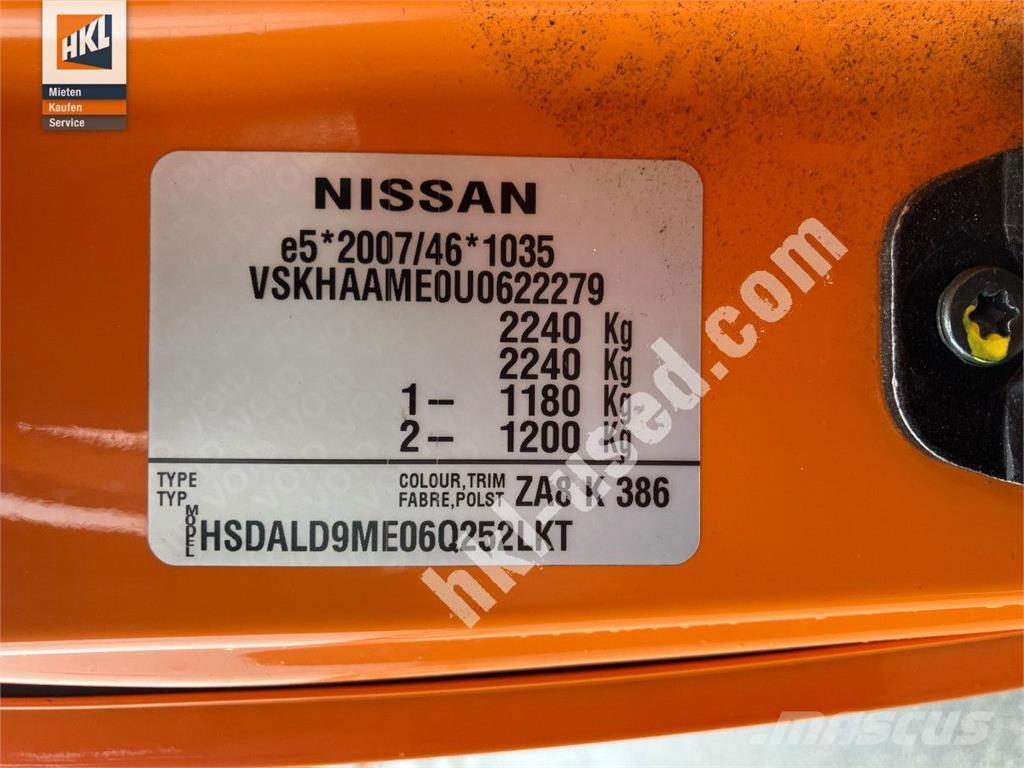 HKL
Mieten
Kaufen
Service
NISSAN
e5*2007/46*1035
VSKHAAME0U0622279
2240 Kg
2240 Kg
1-- 1180 Kg
2-- 1200 Kg
TYPE COLOUR,TRIM ZA8 K 386
TYP FABRE,POLST
MODEL HSDALD9ME06Q252LKT
hkl-used.com
MASCUS